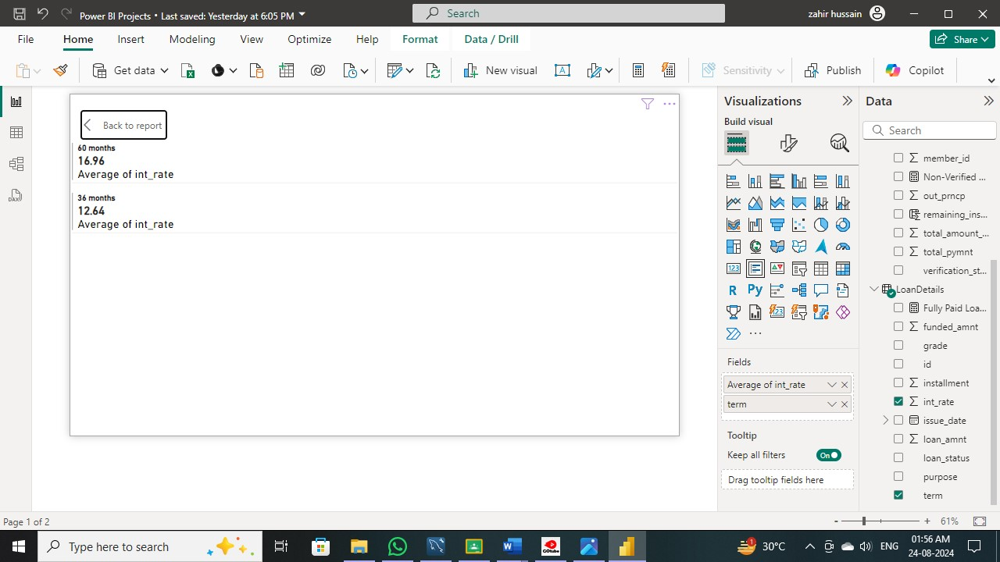 Power BI Projects • Last saved: Yesterday at 6:05 PM
Search
zahir hussain
File
Home
Insert
Modeling
View
Optimize
Help
Format
Data / Drill
Share
Get data
New visual
A
Sensitivity
Publish
Copilot
Back to report
60 months
16.96
Average of int_rate
36 months
12.64
Average of int_rate
Visualizations
Build visual
123
R
Py
123
Fields
Average of int_rate
term
Tooltip
Keep all filters
On
Drag tooltip fields here
Data
Search
member_id
Non-Verified ...
out_prncp
remaining_ins...
total_amount_...
total_pymnt
verification_st...
LoanDetails
Fully Paid Loa...
funded_amnt
grade
id
installment
int_rate
issue_date
loan_amnt
loan_status
purpose
term
Page 1 of 2
- + 61%
Type here to search
W
GOtube
1
30°C
ENG
01:56 AM
24-08-2024